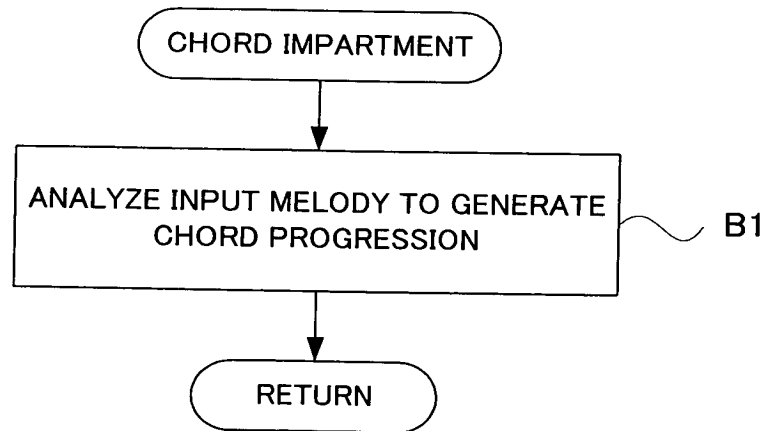 CHORD IMPARTMENT
ANALYZE INPUT MELODY TO GENERATE
CHORD PROGRESSION
B1
RETURN